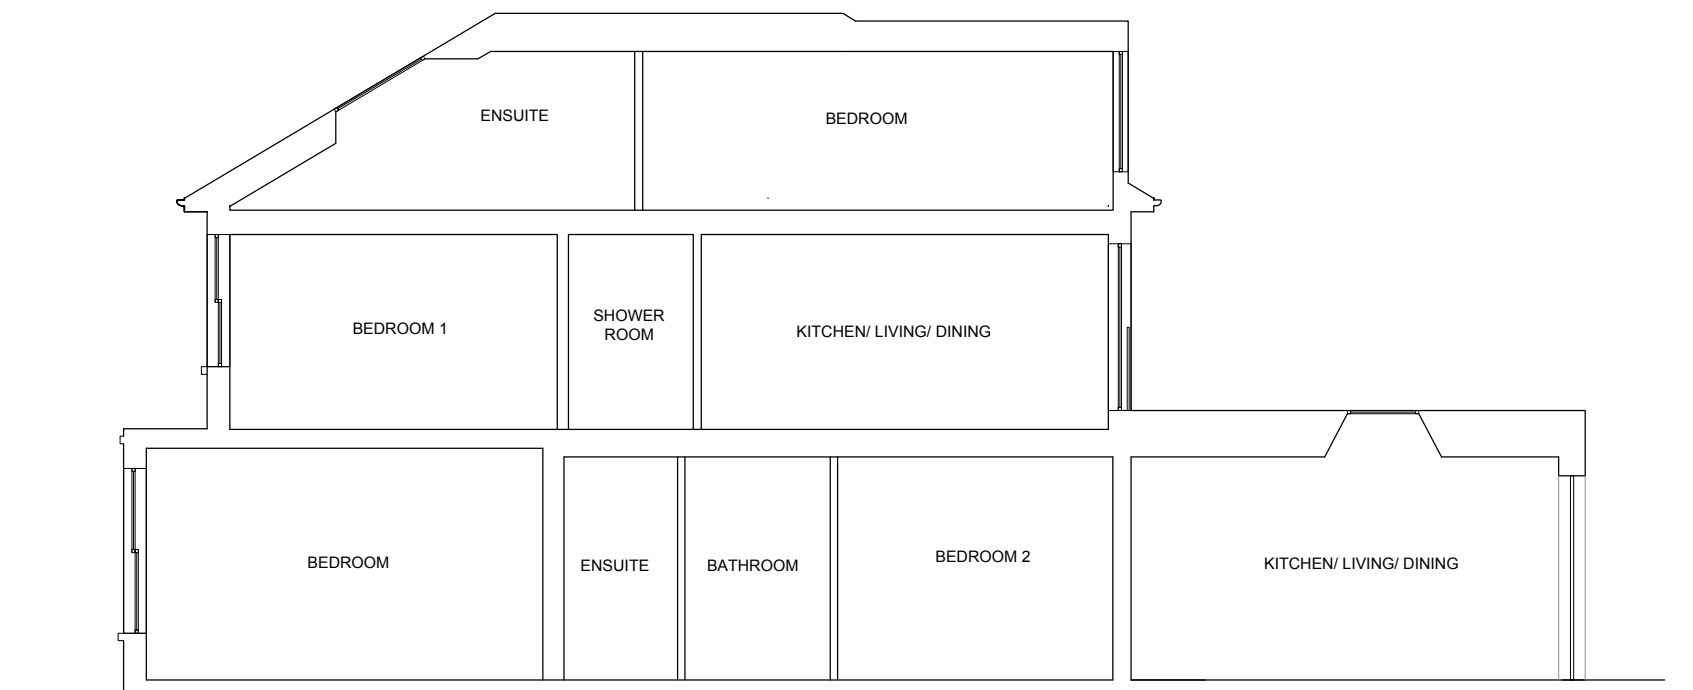 ENSUITE
BEDROOM
BEDROOM 1
SHOWER
ROOM
KITCHEN/ LIVING/ DINING
BEDROOM
ENSUITE
BATHROOM
BEDROOM 2
KITCHEN/ LIVING/ DINING